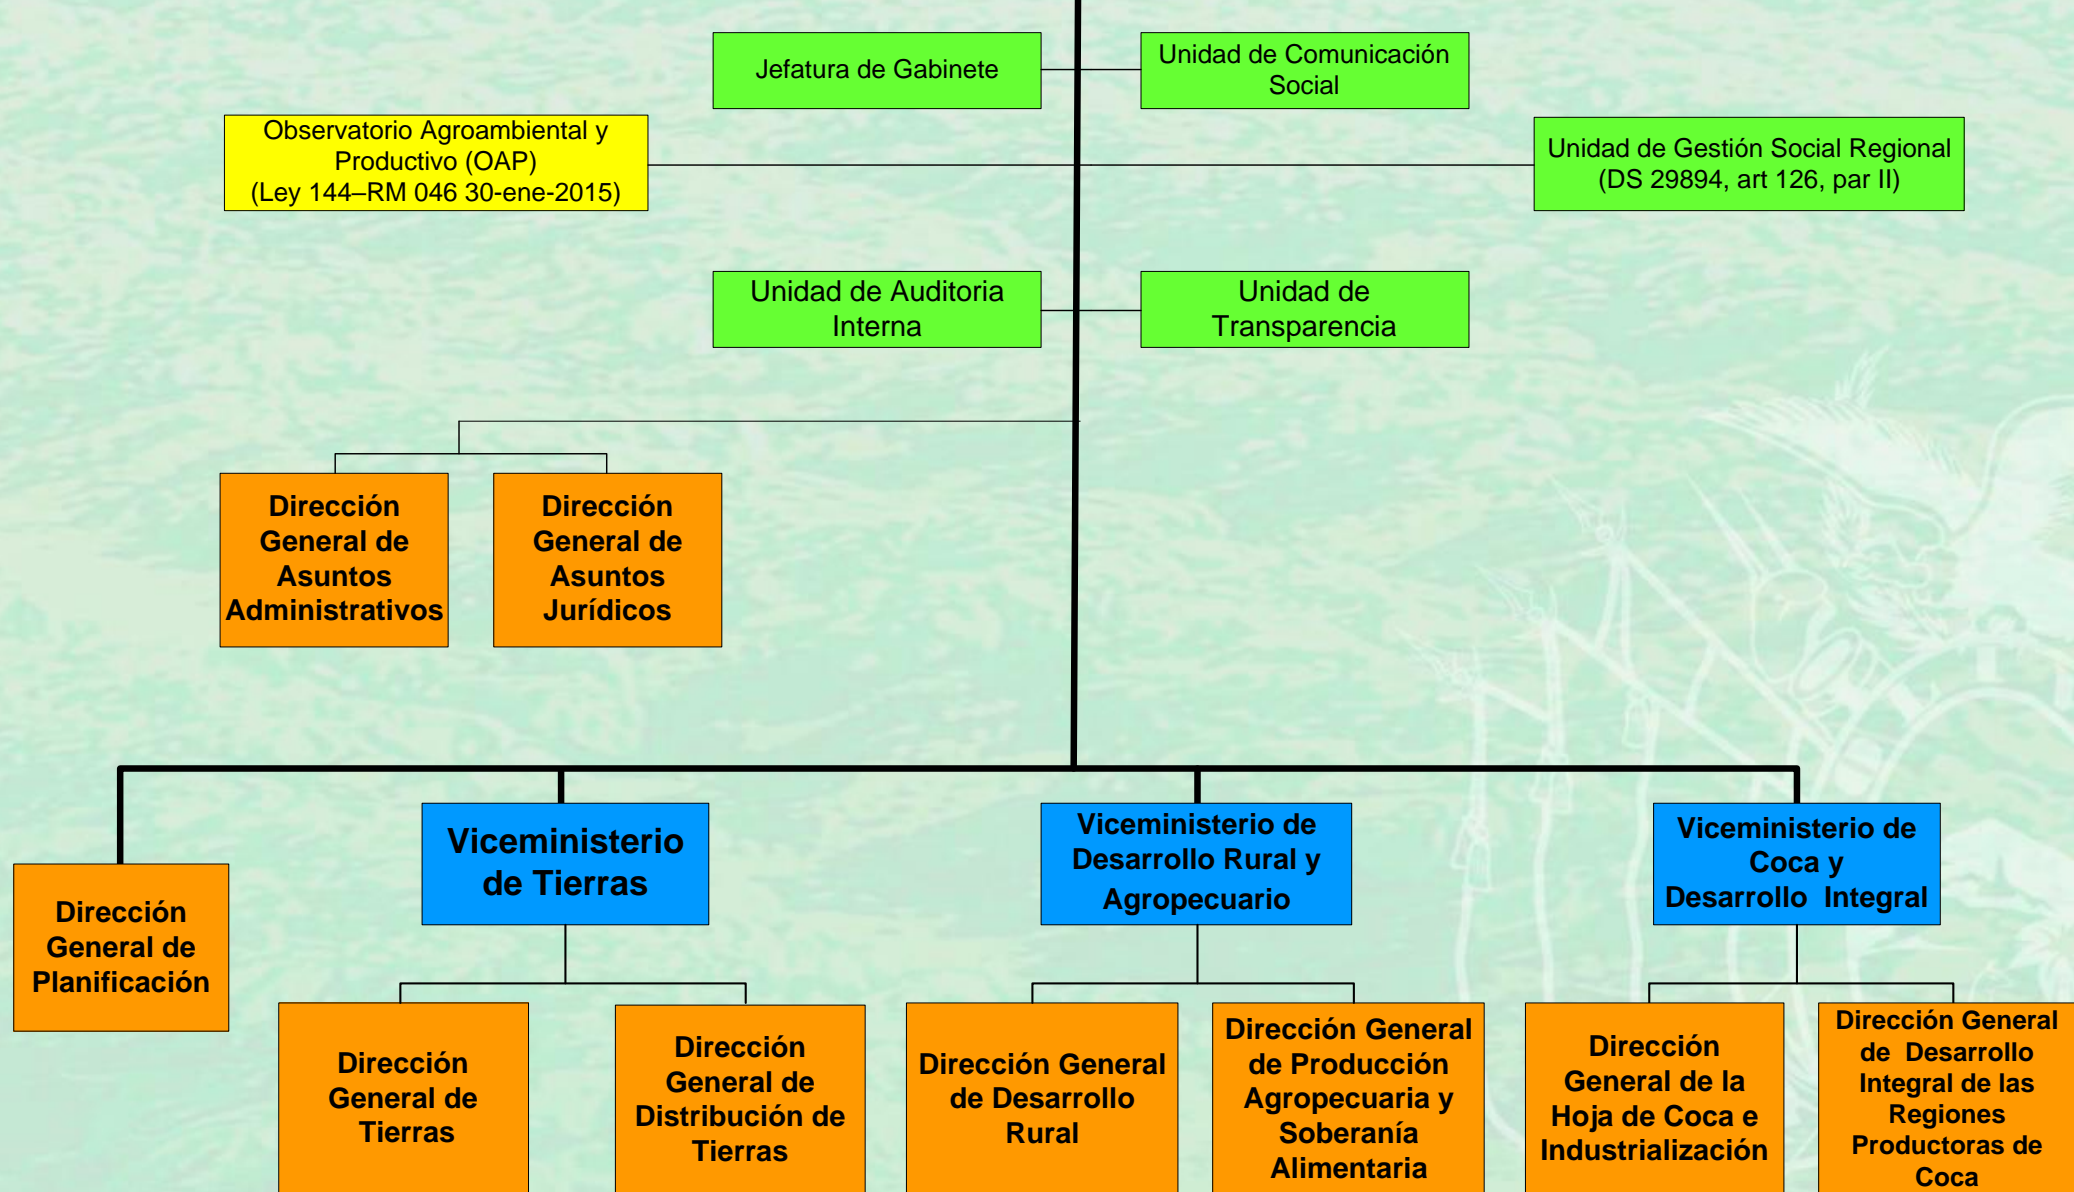 Jefatura de Gabinete
Unidad de Comunicación
Social
Observatorio Agroambiental y
Productivo (OAP)
(Ley 144–RM 046 30-ene-2015)
Unidad de Gestión Social Regional
(DS 29894, art 126, par II)
Unidad de Auditoria
Interna
Unidad de
Transparencia
Dirección
General de
Asuntos
Administrativos
Dirección
General de
Asuntos
Jurídicos
Dirección
General de
Planificación
Viceministerio
de Tierras
Viceministerio de
Desarrollo Rural y
Agropecuario
Viceministerio de
Coca y
Desarrollo Integral
Dirección
General de
Tierras
Dirección
General de
Distribución de
Tierras
Dirección General
de Desarrollo
Rural
Dirección General
de Producción
Agropecuaria y
Soberanía
Alimentaria
Dirección
General de la
Hoja de Coca e
Industrialización
Dirección General
de Desarrollo
Integral de las
Regiones
Productoras de
Coca